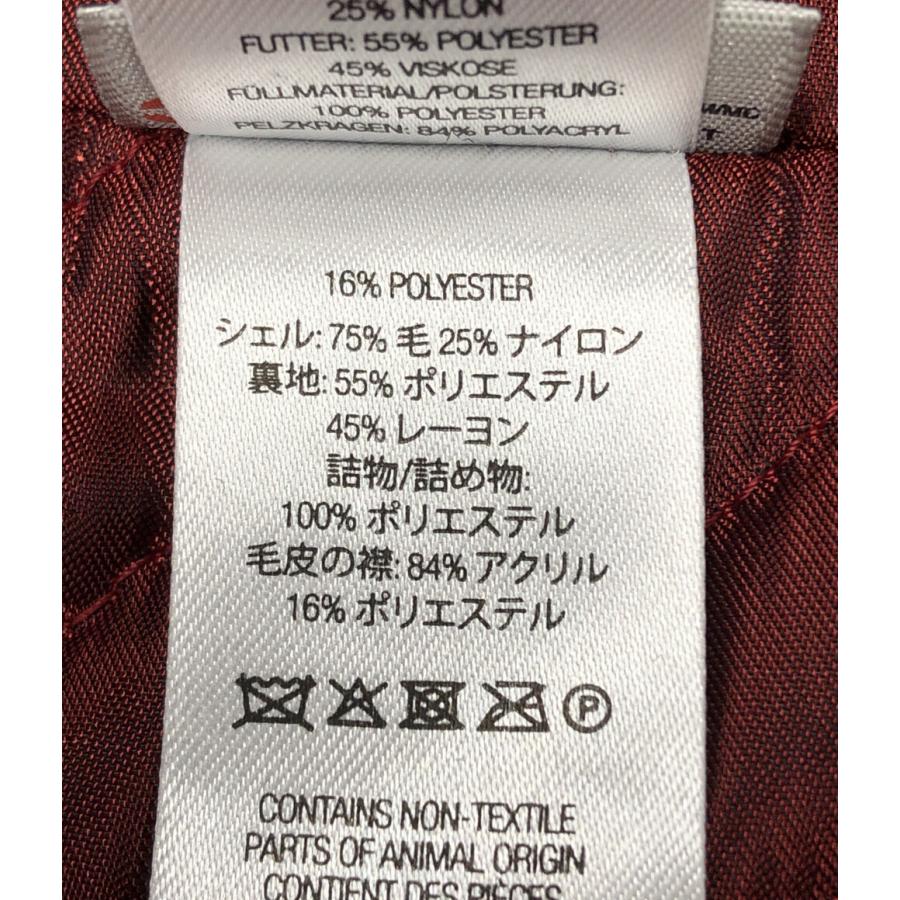 25% NYLON
FUTTER: 55% POLYESTER
45% VISKOSE
FÜLLMATERIAL/POLSTERUNG:
100% POLYESTER
PELZKRAGEN: 84% POLYACRYL
16% POLYESTER
シェル: 75% 毛 25% ナイロン
裏地: 55% ポリエステル
45% レーヨン
詰物/詰め物:
100% ポリエステル
毛皮の襟: 84% アクリル
16% ポリエステル
P
CONTAINS NON-TEXTILE
PARTS OF ANIMAL ORIGIN
CONTIENT DES PIÈCES